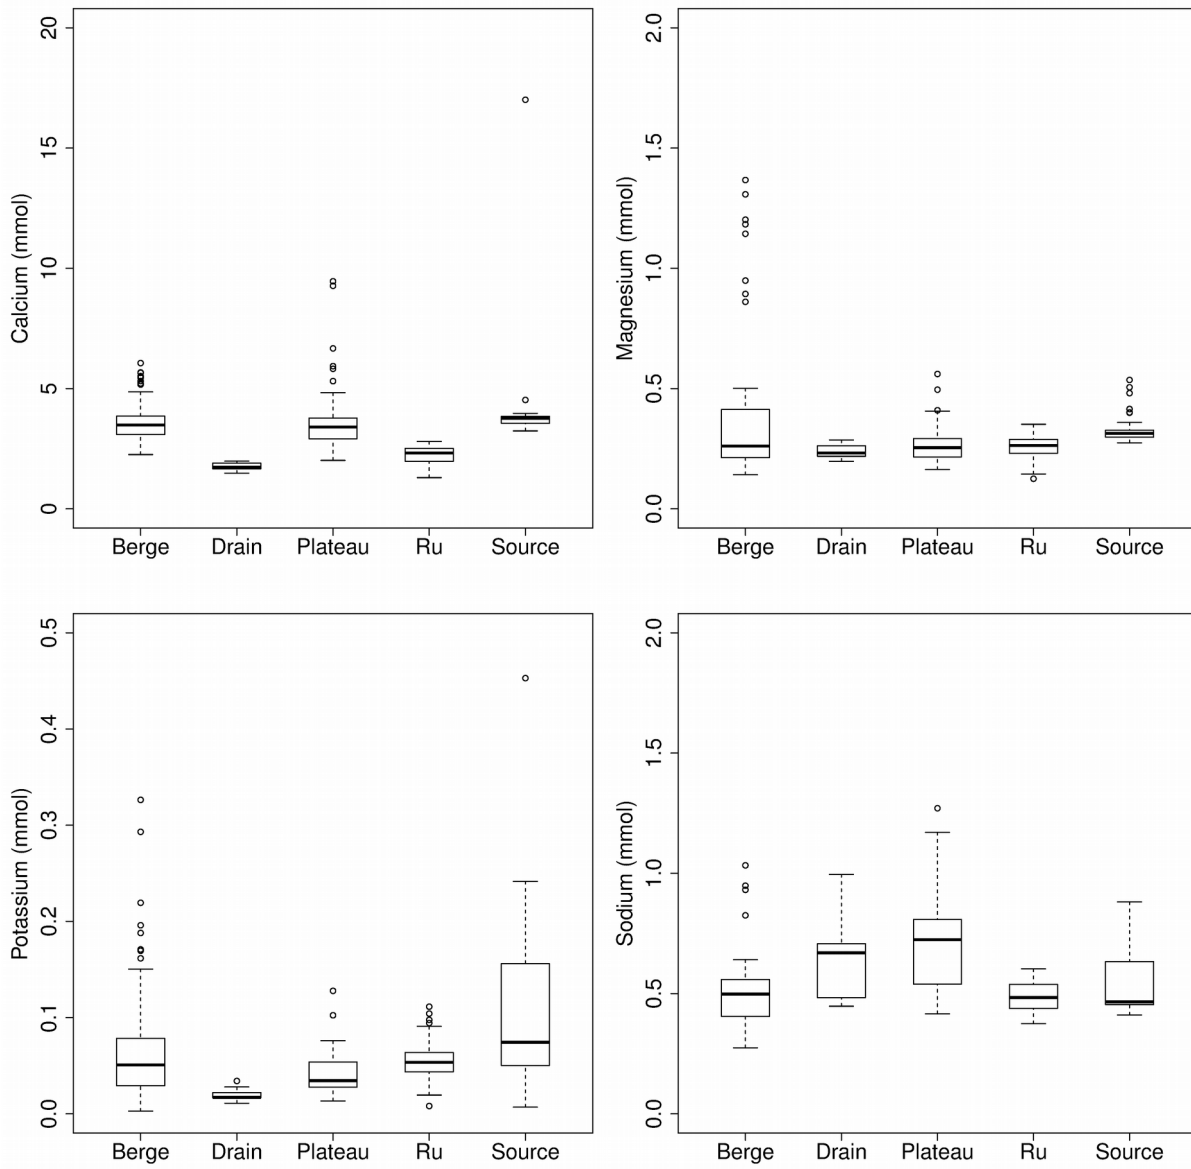 Calcium (mmol)
20
15
10
5
0
Berge Drain Plateau Ru Source
Magnesium (mmol)
2.0
1.5
1.0
0.5
0.0
Berge Drain Plateau Ru Source
Potassium (mmol)
0.5
0.4
0.3
0.2
0.1
0.0
Berge Drain Plateau Ru Source
Sodium (mmol)
2.0
1.5
1.0
0.5
0.0
Berge Drain Plateau Ru Source